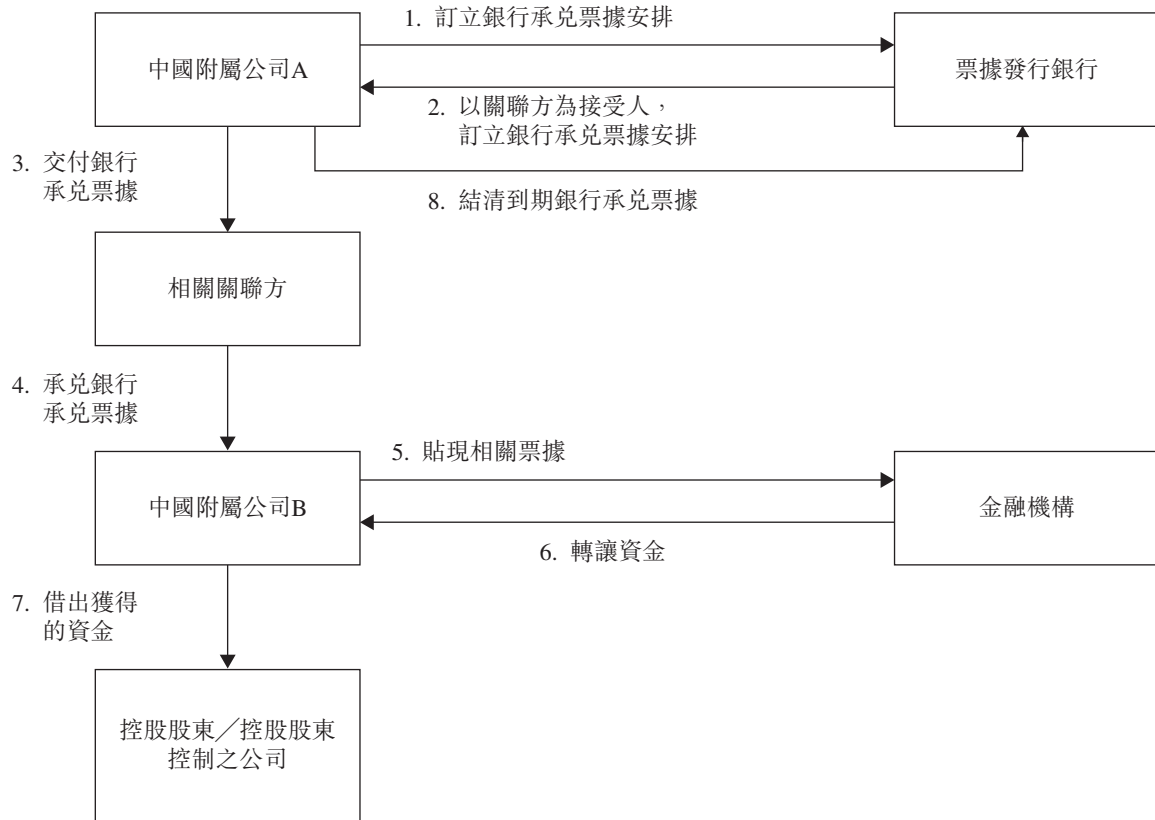 1. 訂立銀行承兑票據安排
中國附屬公司A
票據發行銀行
2. 以關聯方為接受人，
訂立銀行承兑票據安排
3. 交付銀行
承兑票據
8. 結清到期銀行承兑票據
相關關聯方
4. 承兑銀行
承兑票據
5. 貼現相關票據
中國附屬公司B
金融機構
6. 轉讓資金
7. 借出獲得
的資金
控股股東／控股股東
控制之公司